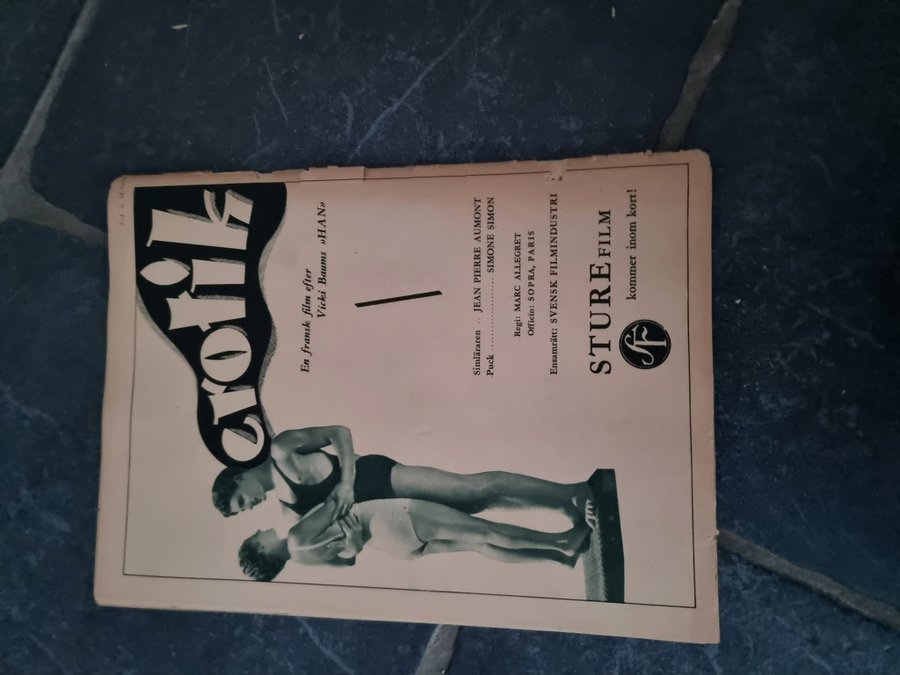 erotik
En fransk film efter
Vicki Baums »HAN»
Simläraren .. JEAN PIERRE AUMONT
Puck .................. SIMONE SIMON
Regi: MARC ALLEGRET
Officin: SOPRA, PARIS
Ensamrätt: SVENSK FILMINDUSTRI
STURE FILM
SF
kommer inom kort!